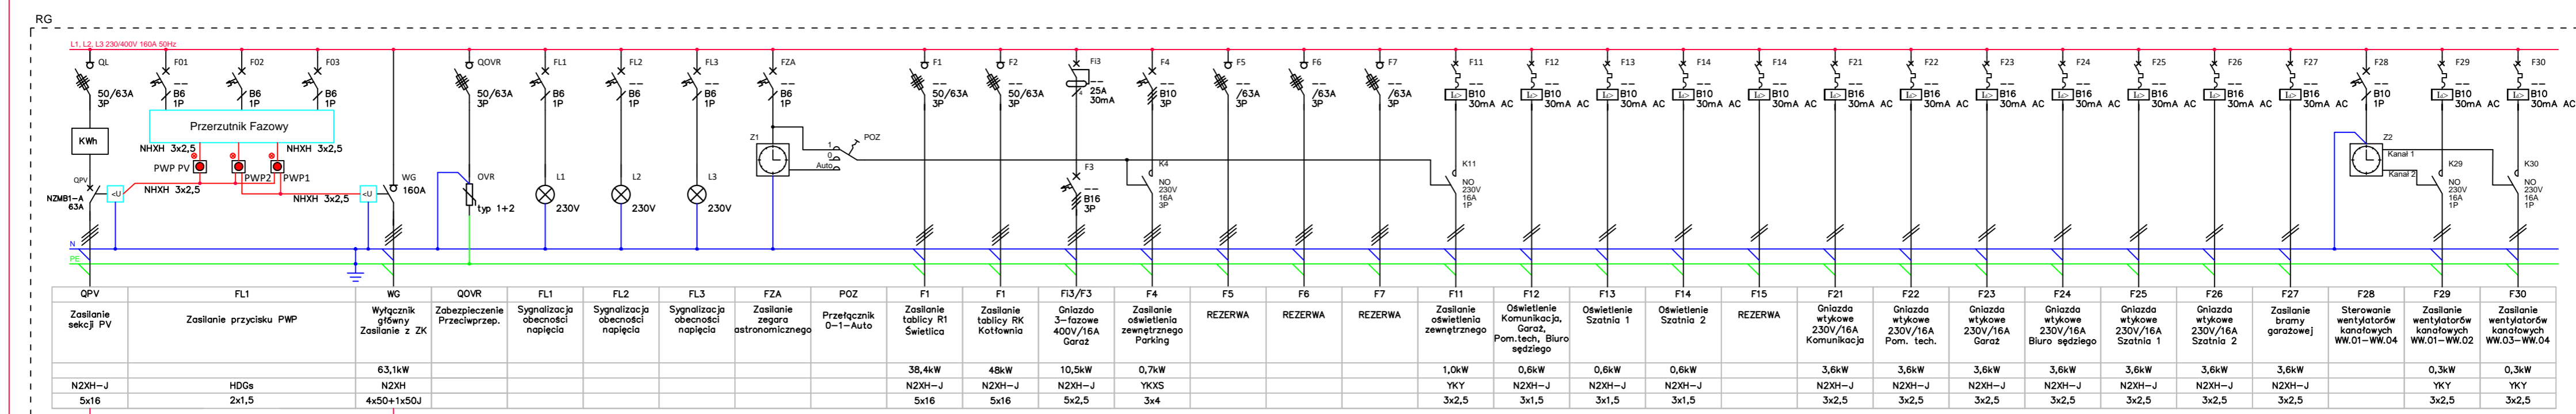 RG
L1, L2, L3 230/400V 160A 50Hz
QL
F01
F02
F03
QOVR
FL1
FL2
FL3
FZA
F1
F2
Fi3
F4
F5
F6
F7
F11
F12
F13
F14
F14
F21
F22
F23
F24
F25
F26
F27
F28
F29
F30
50/63A
3P
B6
1P
B6
1P
B6
1P
50/63A
3P
B6
1P
B6
1P
B6
1P
B6
1P
50/63A
3P
50/63A
3P
25A
30mA
B10
3P
/63A
3P
/63A
3P
/63A
3P
B10
30mA AC
B10
30mA AC
B10
30mA AC
B10
30mA AC
B10
30mA AC
B16
30mA AC
B16
30mA AC
B16
30mA AC
B16
30mA AC
B16
30mA AC
B16
30mA AC
B16
30mA AC
B10
1P
B10
30mA AC
B10
30mA AC
Przerzutnik Fazowy
KWh
NHXH 3x2,5
NHXH 3x2,5
PWP PV
PWP2
PWP1
NHXH 3x2,5
NHXH 3x2,5
QPV
NZMB1-A
63A
<U
<U
WG
160A
OVR
typ 1+2
L1
230V
L2
230V
L3
230V
Z1
1
0
Auto
POZ
F3
B16
3P
K4
NO
230V
16A
3P
K11
NO
230V
16A
1P
Z2
Kanał 1
Kanał 2
K29
NO
230V
16A
1P
K30
NO
230V
16A
1P
N
PE
QPV FL1 WG QOVR FL1 FL2 FL3 FZA POZ F1 F1 Fi3/F3 F4 F5 F6 F7 F11 F12 F13 F14 F15 F21 F22 F23 F24 F25 F26 F27 F28 F29 F30
Zasilanie
sekcji PV
Zasilanie przycisku PWP
Wyłącznik
główny
Zasilanie z ZK
Zabezpieczenie
Przeciwprzep.
Sygnalizacja
obecności
napięcia
Sygnalizacja
obecności
napięcia
Sygnalizacja
obecności
napięcia
Zasilanie
zegara
astronomicznego
Przełącznik
0-1-Auto
Zasilanie
tablicy R1
Świetlica
Zasilanie
tablicy RK
Kotłownia
Gniazdo
3-fazowe
400V/16A
Garaż
Zasilanie
oświetlenia
zewnętrznego
Parking
REZERWA
REZERWA
REZERWA
Zasilanie
oświetlenia
zewnętrznego
Oświetlenie
Komunikacja,
Garaż,
Pom.tech, Biuro
sędziego
Oświetlenie
Szatnia 1
Oświetlenie
Szatnia 2
REZERWA
Gniazda
wtykowe
230V/16A
Komunikacja
Gniazda
wtykowe
230V/16A
Pom. tech.
Gniazda
wtykowe
230V/16A
Garaż
Gniazda
wtykowe
230V/16A
Biuro sędziego
Gniazda
wtykowe
230V/16A
Szatnia 1
Gniazda
wtykowe
230V/16A
Szatnia 2
Zasilanie
bramy
garażowej
Sterowanie
wentylatorów
kanałowych
WW.01-WW.04
Zasilanie
wentylatorów
kanałowych
WW.01-WW.02
Zasilanie
wentylatorów
kanałowych
WW.03-WW.04
63,1kW 38,4kW 48kW 10,5kW 0,7kW 1,0kW 0,6kW 0,6kW 0,6kW 3,6kW 3,6kW 3,6kW 3,6kW 3,6kW 3,6kW 3,6kW 0,3kW 0,3kW
N2XH-J HDGs N2XH N2XH-J N2XH-J N2XH-J YKXS YKY N2XH-J N2XH-J N2XH-J N2XH-J N2XH-J N2XH-J N2XH-J N2XH-J N2XH-J N2XH-J YKY YKY
5x16 2x1,5 4x50+1x50J 5x16 5x16 5x2,5 3x4 3x2,5 3x1,5 3x1,5 3x1,5 3x2,5 3x2,5 3x2,5 3x2,5 3x2,5 3x2,5 3x2,5 3x2,5 3x2,5